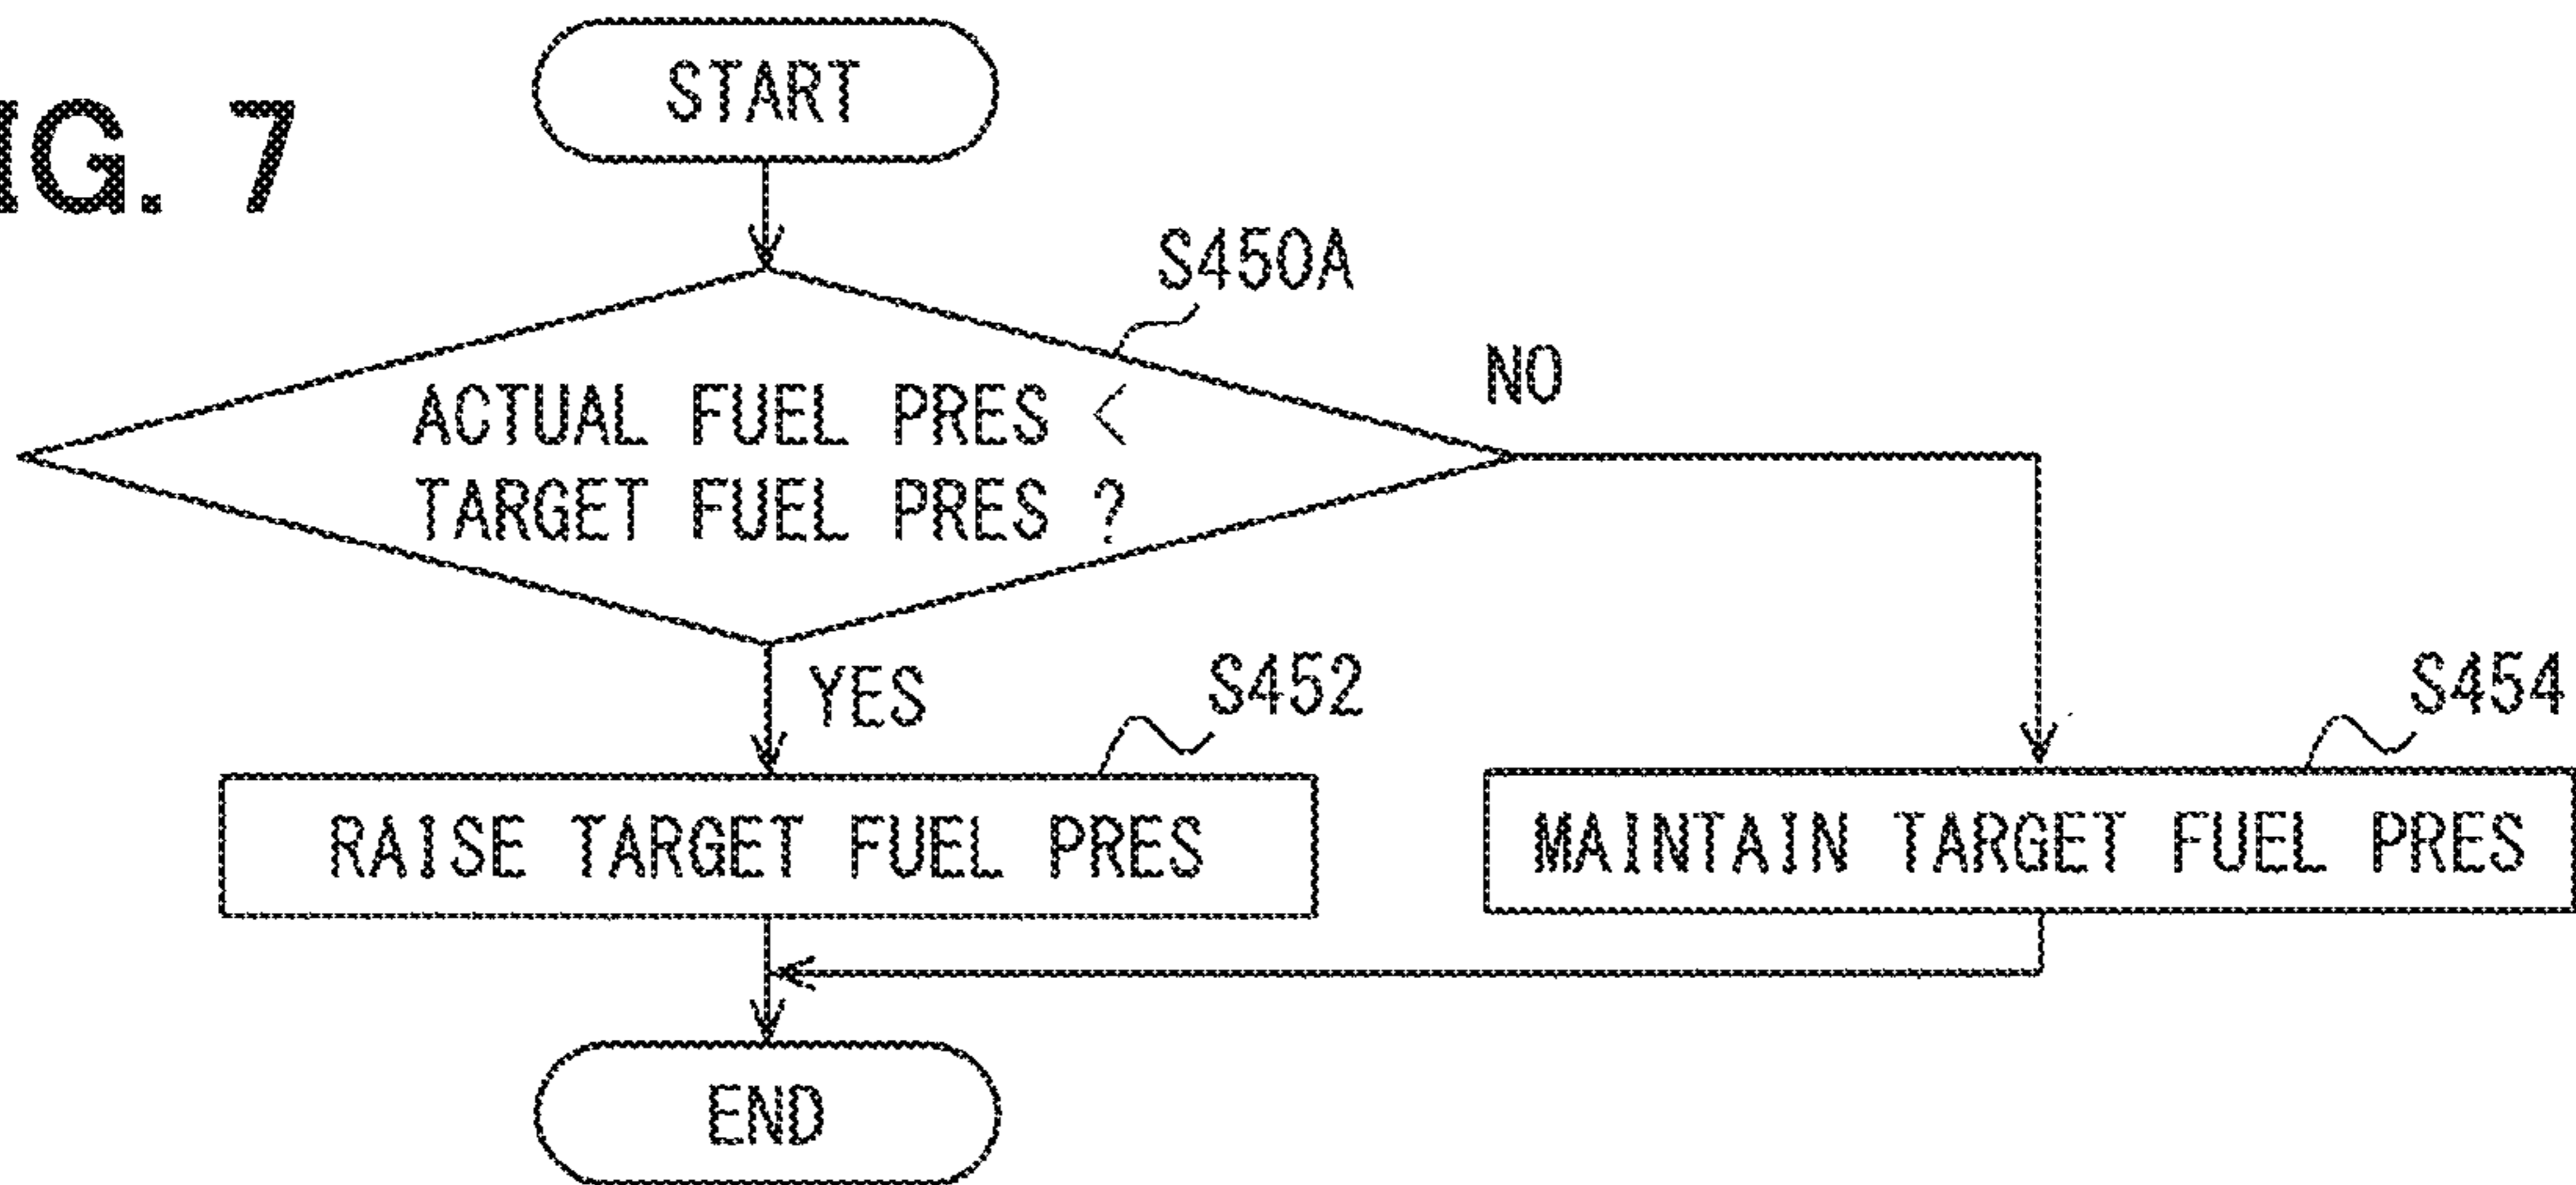 IG. 7
START
S450A
ACTUAL FUEL PRES <
TARGET FUEL PRES ?
NO
YES
S452
S454
RAISE TARGET FUEL PRES
MAINTAIN TARGET FUEL PRES
END